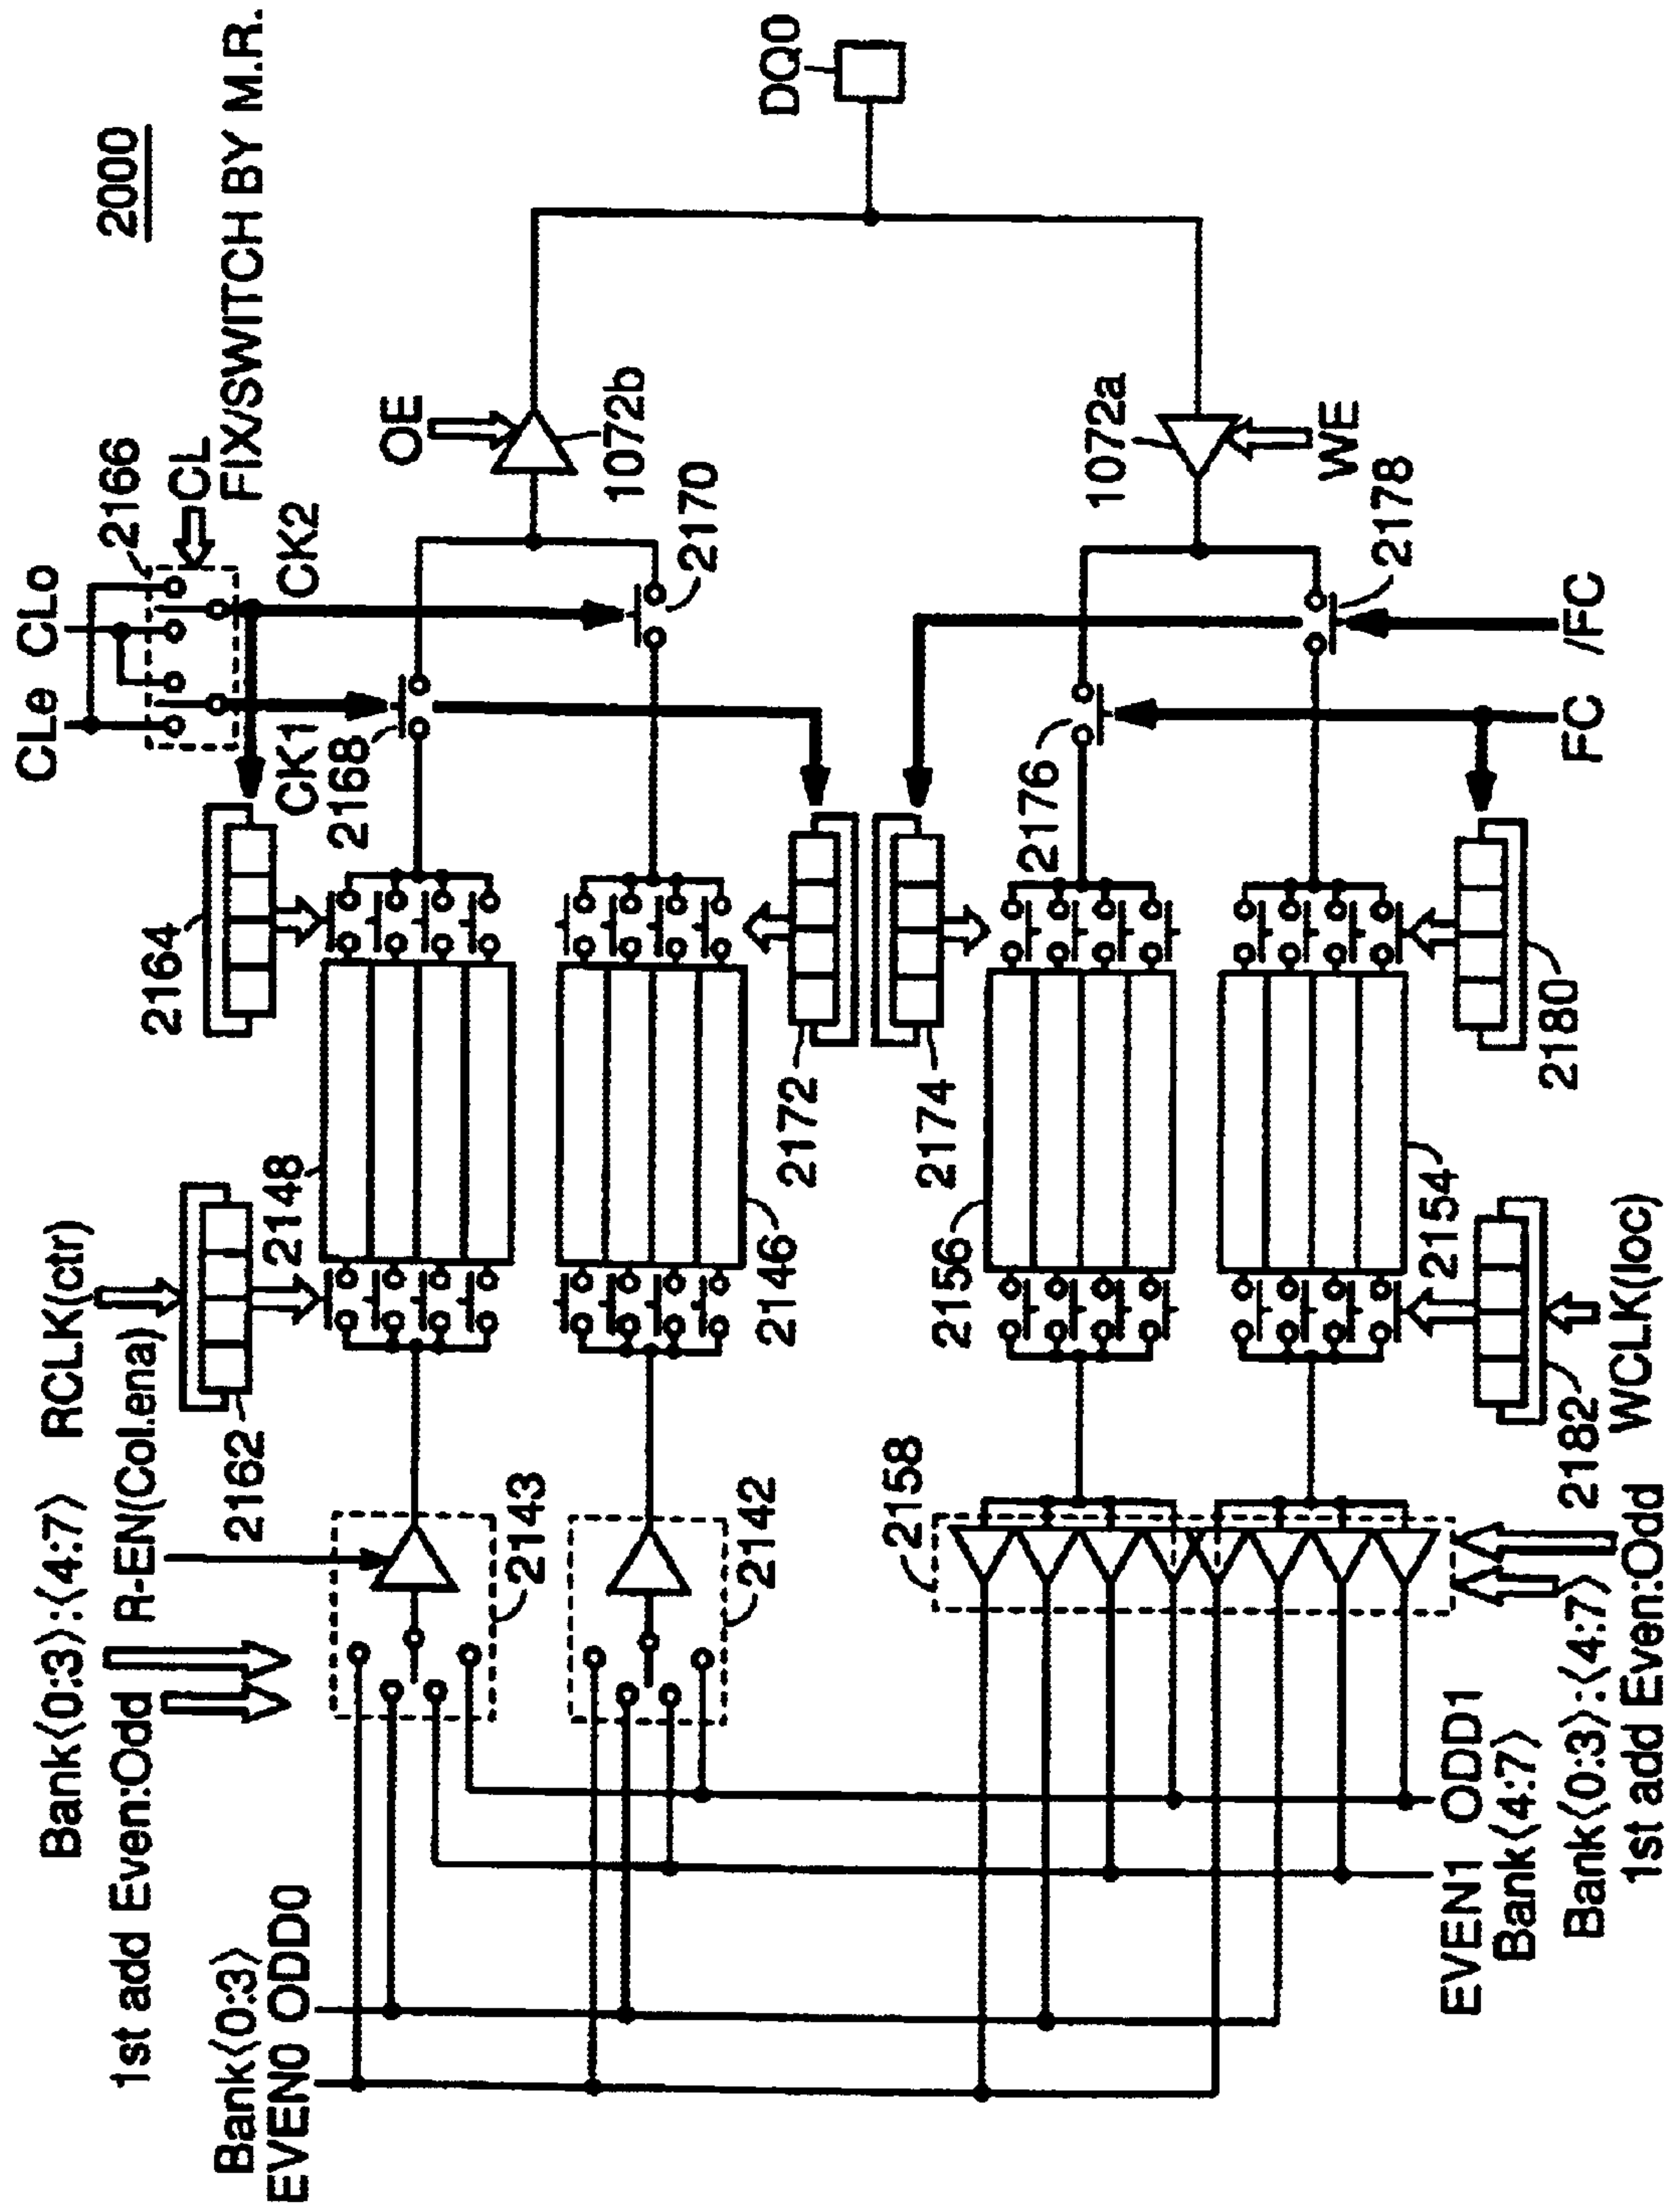 2000
CLe CLo
2166
CL
FIX/SWITCH BY M.R.
CK1
CK2
2168
2170
OE
1072b
DQ0
2164
RCLK(ctr)
2162
2148
2146
2172
R-EN(Col.ena)
Bank⟨0:3⟩:⟨4:7⟩
1st add Even:Odd
2143
2142
Bank⟨0:3⟩
EVEN0 ODD0
1072a
WE
2176
2178
FC
/FC
2174
2180
2156
2154
2158
2182
WCLK(loc)
EVEN1 ODD1
Bank⟨4:7⟩
Bank⟨0:3⟩:⟨4:7⟩
1st add Even:Odd